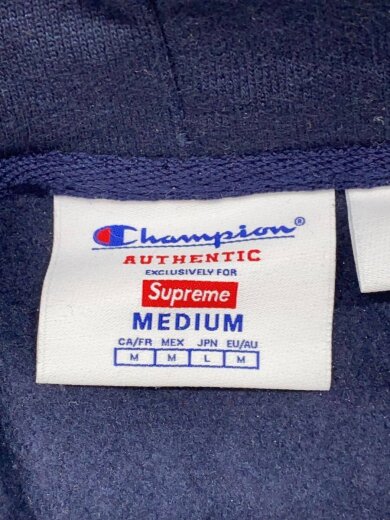 Champion®
AUTHENTIC
EXCLUSIVELY FOR
Supreme
MEDIUM
CA/FR MEX JPN EU/AU
M M L M